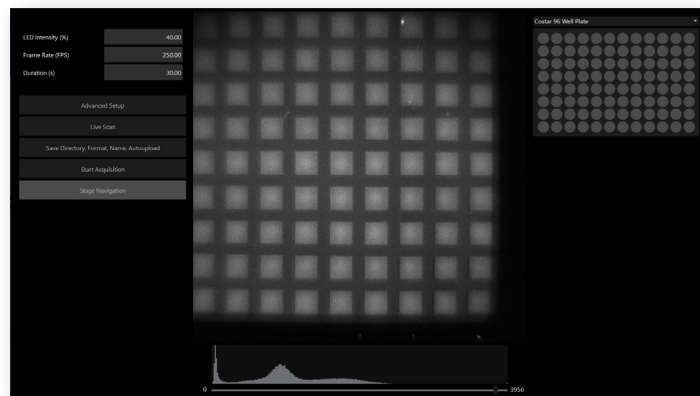 LED Intensity (%) 40.00
Frame Rate (FPS) 250.00
Duration (s) 30.00
Advanced Setup
Live Scan
Save Directory, Format, Name, Autoupload
Start Acquisition
Stage Navigation
Costar 96 Well Plate
0 3956